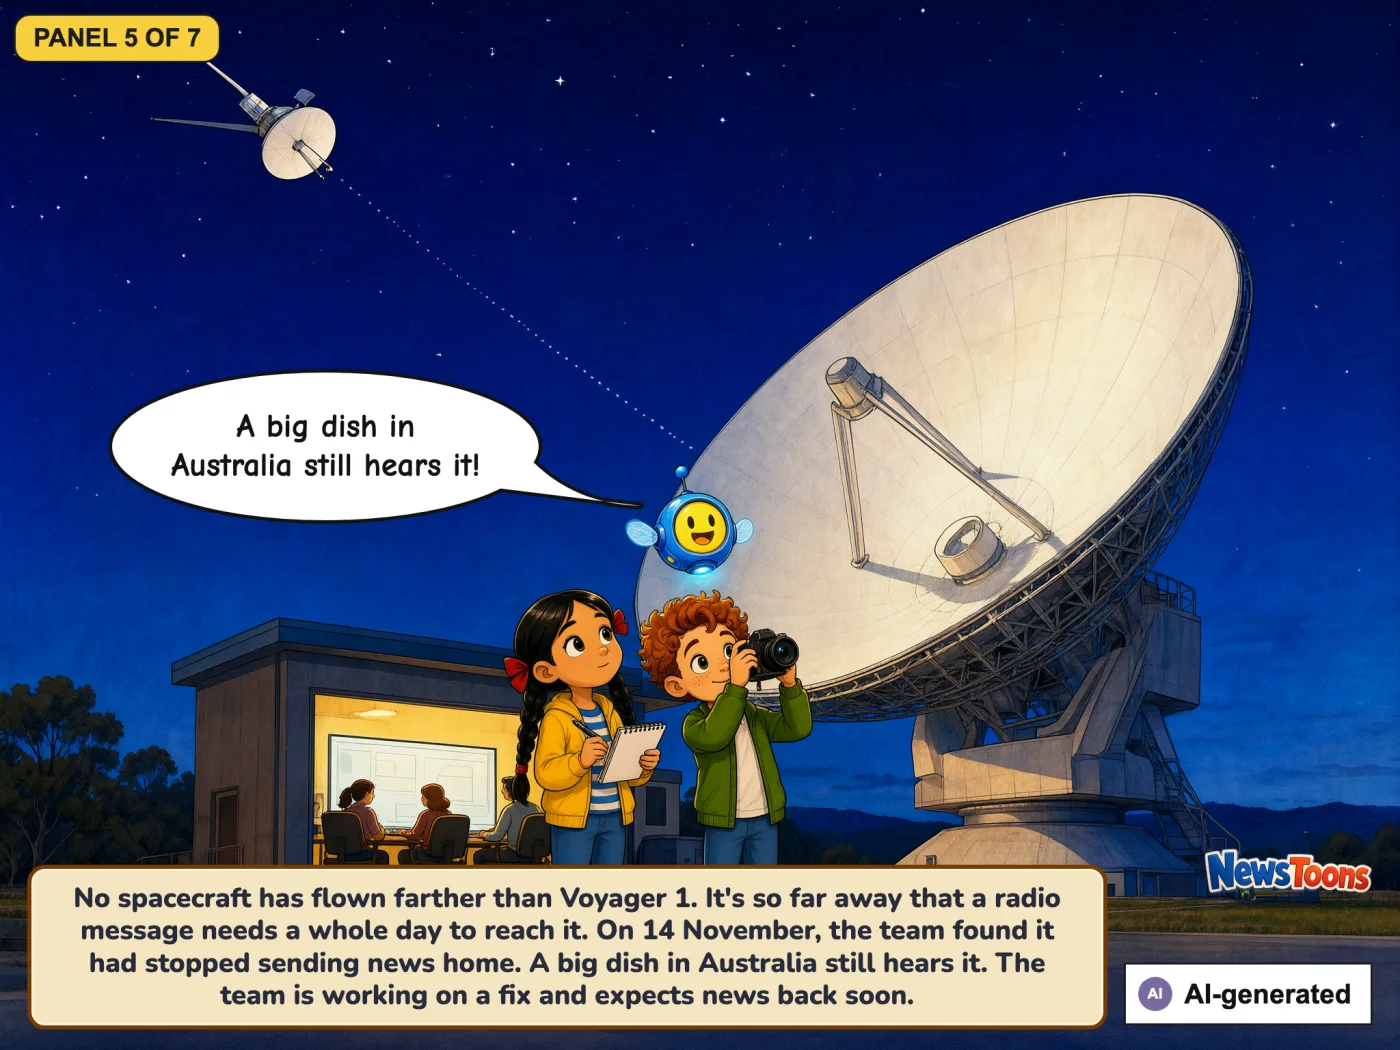 PANEL 5 OF 7
A big dish in
Australia still hears it!
No spacecraft has flown farther than Voyager 1. It's so far away that a radio
message needs a whole day to reach it. On 14 November, the team found it
had stopped sending news home. A big dish in Australia still hears it. The
team is working on a fix and expects news back soon.
NewsToons
AI AI-generated